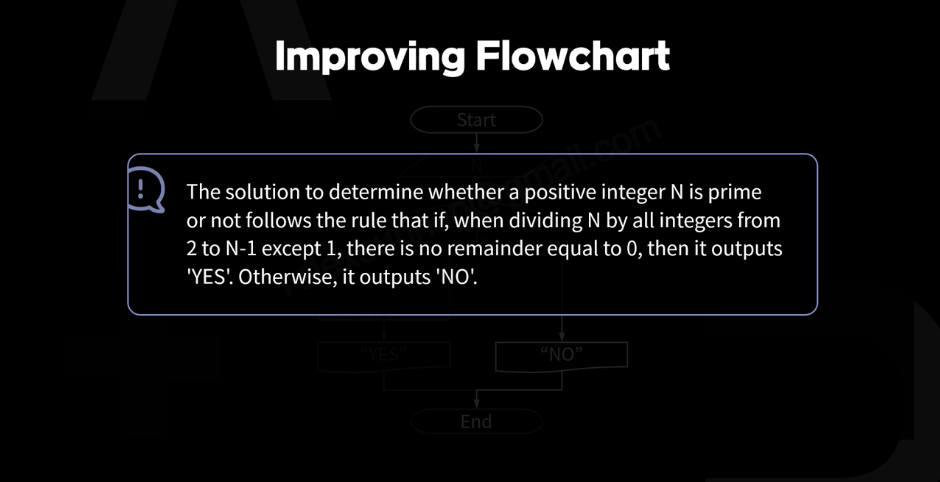 Improving Flowchart
Start
The solution to determine whether a positive integer N is prime
or not follows the rule that if, when dividing N by all integers from
2 to N-1 except 1, there is no remainder equal to 0, then it outputs
'YES'. Otherwise, it outputs 'NO'.
“YES”
“NO”
End